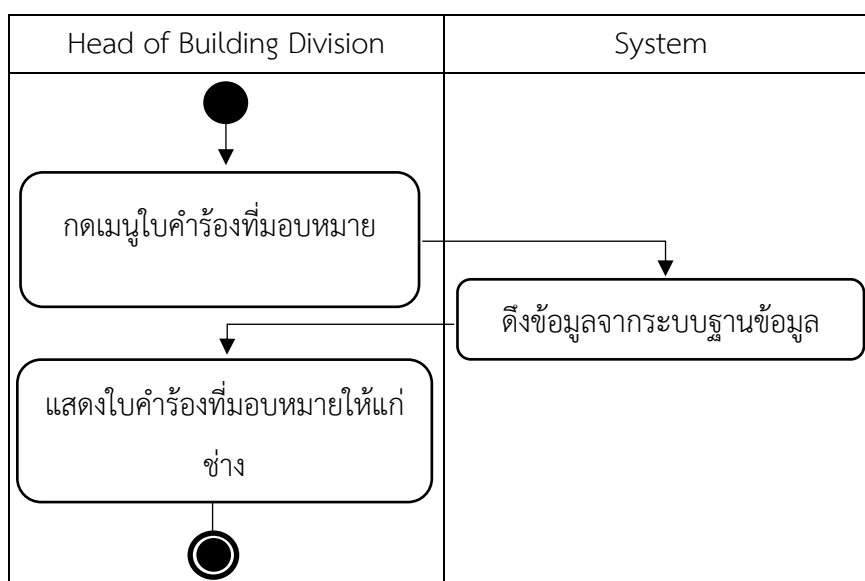 Head of Building Division
System
กดเมนูใบคำร้องที่มอบหมาย
ดึงข้อมูลจากระบบฐานข้อมูล
แสดงใบคำร้องที่มอบหมายให้แก่
ช่าง